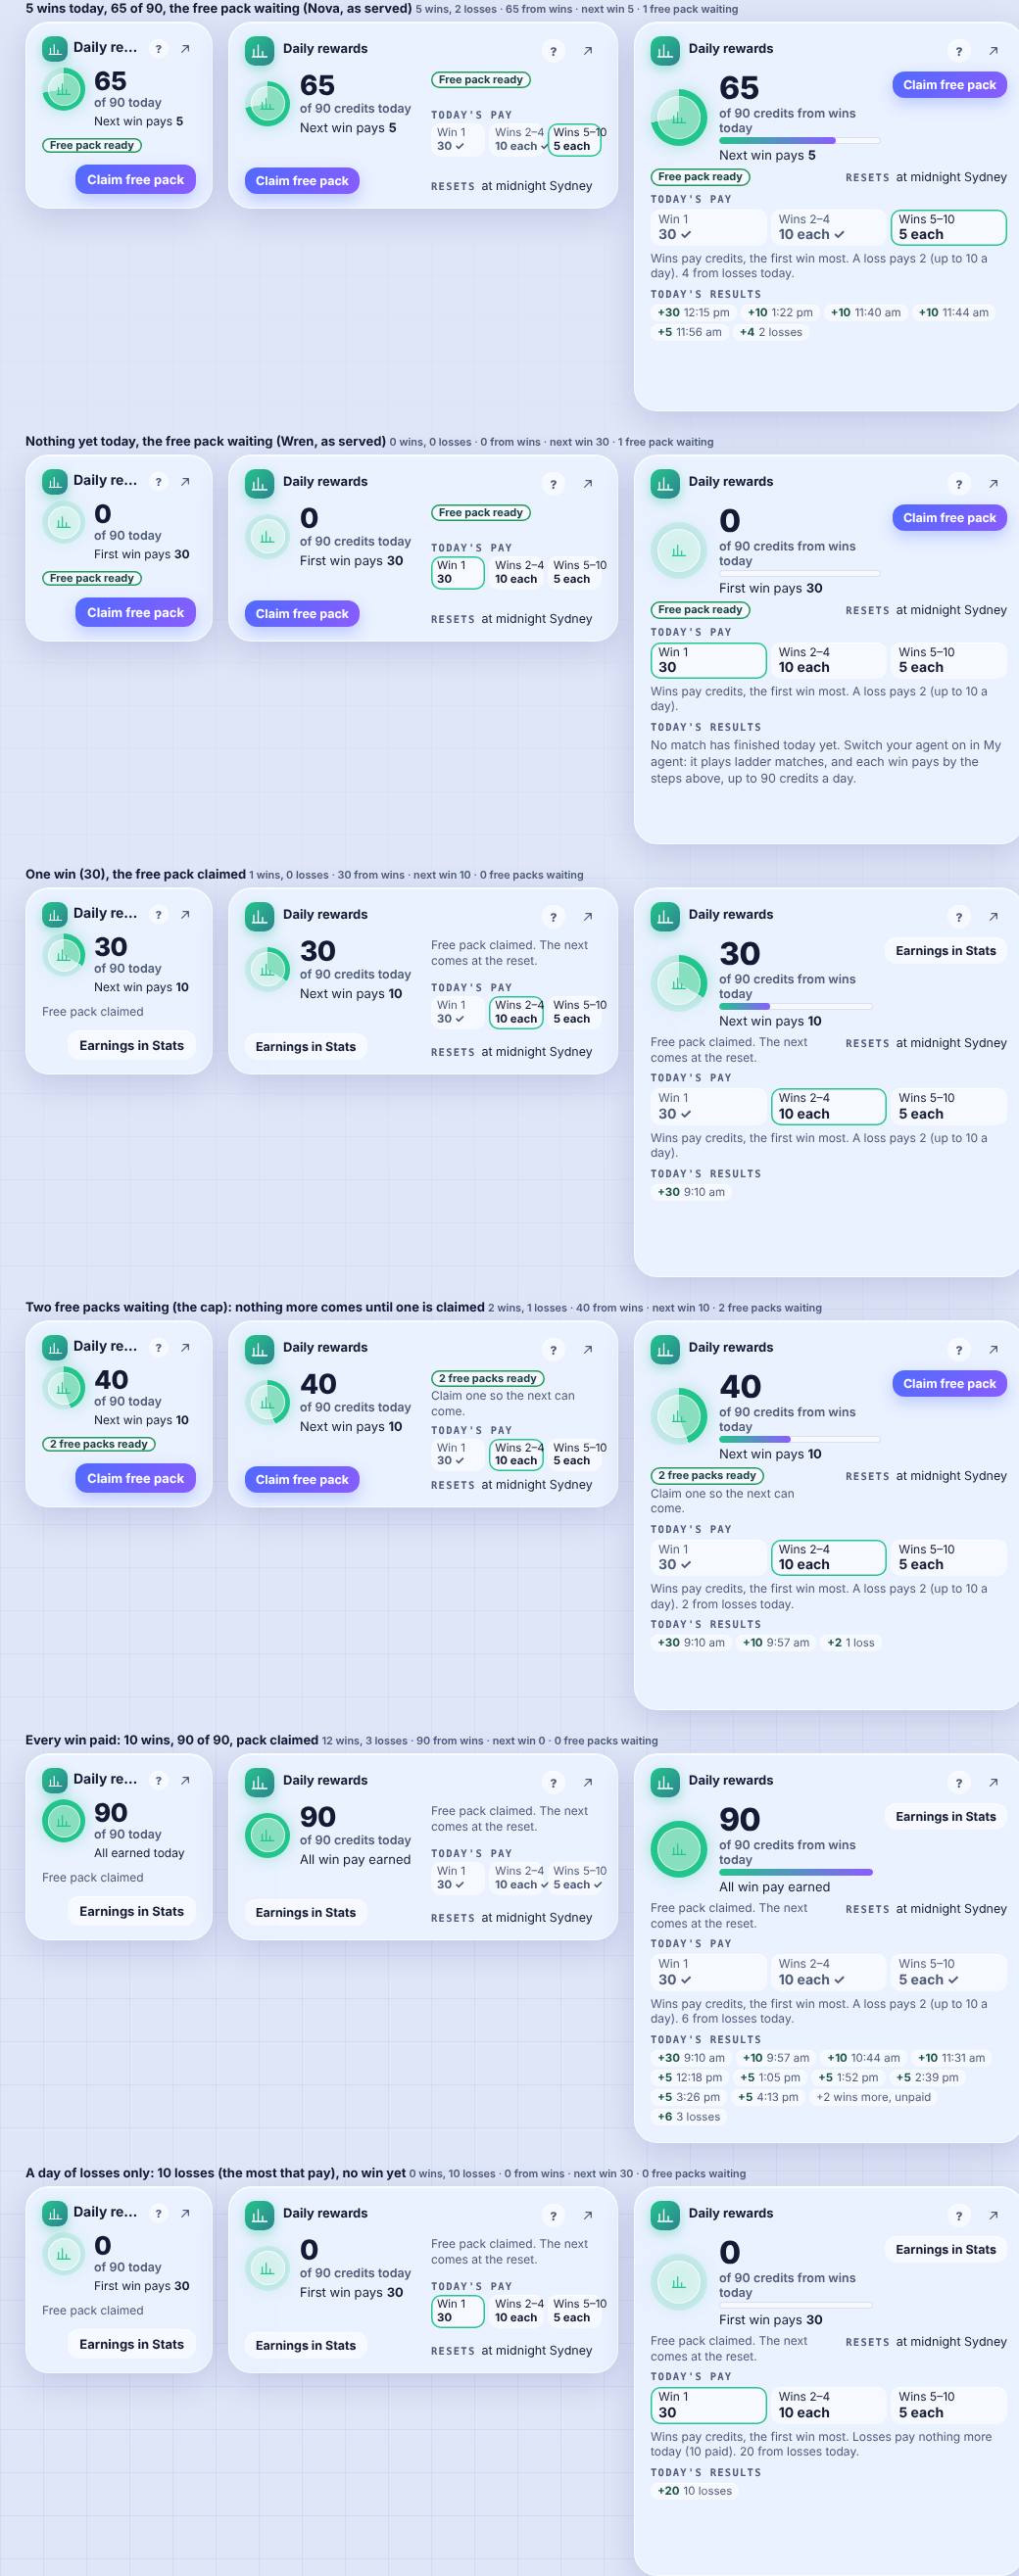 5 wins today, 65 of 90, the free pack waiting (Nova, as served) 5 wins, 2 losses · 65 from wins · next win 5 · 1 free pack waiting
Daily re... ?
65
of 90 today
Next win pays 5
Free pack ready
Claim free pack
Daily rewards ?
65
of 90 credits today
Next win pays 5
Claim free pack
Free pack ready
TODAY'S PAY
Win 1 Wins 2–4 Wins 5–10
30 ✓ 10 each ✓ 5 each
RESETS at midnight Sydney
Daily rewards ?
65
of 90 credits from wins
today
Next win pays 5
Claim free pack
Free pack ready RESETS at midnight Sydney
TODAY'S PAY
Win 1 Wins 2–4 Wins 5–10
30 ✓ 10 each ✓ 5 each
Wins pay credits, the first win most. A loss pays 2 (up to 10 a
day). 4 from losses today.
TODAY'S RESULTS
+30 12:15 pm +10 1:22 pm +10 11:40 am +10 11:44 am
+5 11:56 am +4 2 losses
Nothing yet today, the free pack waiting (Wren, as served) 0 wins, 0 losses · 0 from wins · next win 30 · 1 free pack waiting
Daily re... ?
0
of 90 today
First win pays 30
Free pack ready
Claim free pack
Daily rewards ?
0
of 90 credits today
First win pays 30
Claim free pack
Free pack ready
TODAY'S PAY
Win 1 Wins 2–4 Wins 5–10
30 10 each 5 each
RESETS at midnight Sydney
Daily rewards ?
0
of 90 credits from wins
today
First win pays 30
Claim free pack
Free pack ready RESETS at midnight Sydney
TODAY'S PAY
Win 1 Wins 2–4 Wins 5–10
30 10 each 5 each
Wins pay credits, the first win most. A loss pays 2 (up to 10 a
day).
TODAY'S RESULTS
No match has finished today yet. Switch your agent on in My
agent: it plays ladder matches, and each win pays by the
steps above, up to 90 credits a day.
One win (30), the free pack claimed 1 wins, 0 losses · 30 from wins · next win 10 · 0 free packs waiting
Daily re... ?
30
of 90 today
Next win pays 10
Free pack claimed
Earnings in Stats
Daily rewards ?
30
of 90 credits today
Next win pays 10
Earnings in Stats
Free pack claimed. The next
comes at the reset.
TODAY'S PAY
Win 1 Wins 2–4 Wins 5–10
30 ✓ 10 each 5 each
RESETS at midnight Sydney
Daily rewards ?
30
of 90 credits from wins
today
Next win pays 10
Earnings in Stats
Free pack claimed. The next
comes at the reset.
RESETS at midnight Sydney
TODAY'S PAY
Win 1 Wins 2–4 Wins 5–10
30 ✓ 10 each 5 each
Wins pay credits, the first win most. A loss pays 2 (up to 10 a
day).
TODAY'S RESULTS
+30 9:10 am
Two free packs waiting (the cap): nothing more comes until one is claimed 2 wins, 1 losses · 40 from wins · next win 10 · 2 free packs waiting
Daily re... ?
40
of 90 today
Next win pays 10
2 free packs ready
Claim free pack
Daily rewards ?
40
of 90 credits today
Next win pays 10
Claim free pack
2 free packs ready
Claim one so the next can
come.
TODAY'S PAY
Win 1 Wins 2–4 Wins 5–10
30 ✓ 10 each 5 each
RESETS at midnight Sydney
Daily rewards ?
40
of 90 credits from wins
today
Next win pays 10
Claim free pack
2 free packs ready RESETS at midnight Sydney
Claim one so the next can
come.
TODAY'S PAY
Win 1 Wins 2–4 Wins 5–10
30 ✓ 10 each 5 each
Wins pay credits, the first win most. A loss pays 2 (up to 10 a
day). 2 from losses today.
TODAY'S RESULTS
+30 9:10 am +10 9:57 am +2 1 loss
Every win paid: 10 wins, 90 of 90, pack claimed 12 wins, 3 losses · 90 from wins · next win 0 · 0 free packs waiting
Daily re... ?
90
of 90 today
All earned today
Free pack claimed
Earnings in Stats
Daily rewards ?
90
of 90 credits today
All win pay earned
Earnings in Stats
Free pack claimed. The next
comes at the reset.
TODAY'S PAY
Win 1 Wins 2–4 Wins 5–10
30 ✓ 10 each ✓ 5 each ✓
RESETS at midnight Sydney
Daily rewards ?
90
of 90 credits from wins
today
All win pay earned
Earnings in Stats
Free pack claimed. The next
comes at the reset.
RESETS at midnight Sydney
TODAY'S PAY
Win 1 Wins 2–4 Wins 5–10
30 ✓ 10 each ✓ 5 each ✓
Wins pay credits, the first win most. A loss pays 2 (up to 10 a
day). 6 from losses today.
TODAY'S RESULTS
+30 9:10 am +10 9:57 am +10 10:44 am +10 11:31 am
+5 12:18 pm +5 1:05 pm +5 1:52 pm +5 2:39 pm
+5 3:26 pm +5 4:13 pm +2 wins more, unpaid
+6 3 losses
A day of losses only: 10 losses (the most that pay), no win yet 0 wins, 10 losses · 0 from wins · next win 30 · 0 free packs waiting
Daily re... ?
0
of 90 today
First win pays 30
Free pack claimed
Earnings in Stats
Daily rewards ?
0
of 90 credits today
First win pays 30
Earnings in Stats
Free pack claimed. The next
comes at the reset.
TODAY'S PAY
Win 1 Wins 2–4 Wins 5–10
30 10 each 5 each
RESETS at midnight Sydney
Daily rewards ?
0
of 90 credits from wins
today
First win pays 30
Earnings in Stats
Free pack claimed. The next
comes at the reset.
RESETS at midnight Sydney
TODAY'S PAY
Win 1 Wins 2–4 Wins 5–10
30 10 each 5 each
Wins pay credits, the first win most. Losses pay nothing more
today (10 paid). 20 from losses today.
TODAY'S RESULTS
+20 10 losses